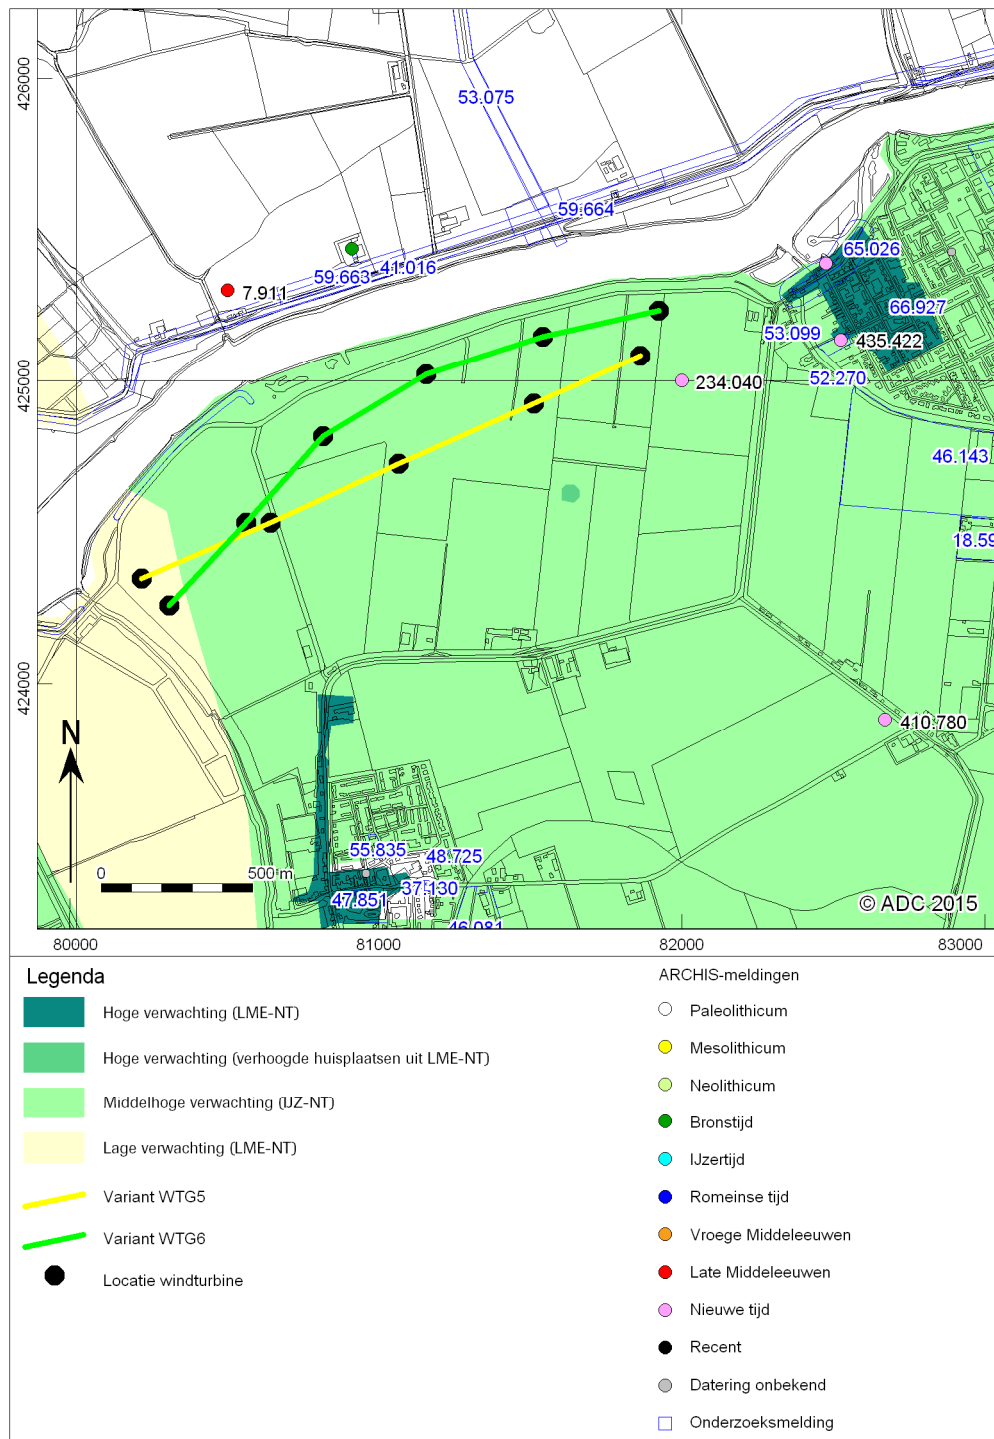 426000
53.075
59.664
65.026
59.663
41.016
7.911
66.927
53.099
435.422
425000
234.040
52.270
46.143
18.59
424000
N
410.780
0
500 m
55.835
48.725
37.130
47.851
© ADC 2015
46.081
80000
81000
82000
83000
Legenda
Hoge verwachting (LME-NT)
Hoge verwachting (verhoogde huisplaatsen uit LME-NT)
Middelhoge verwachting (IJZ-NT)
Lage verwachting (LME-NT)
Variant WTG5
Variant WTG6
Locatie windturbine
ARCHIS-meldingen
Paleolithicum
Mesolithicum
Neolithicum
Bronstijd
IJzertijd
Romeinse tijd
Vroege Middeleeuwen
Late Middeleeuwen
Nieuwe tijd
Recent
Datering onbekend
Onderzoeksmelding